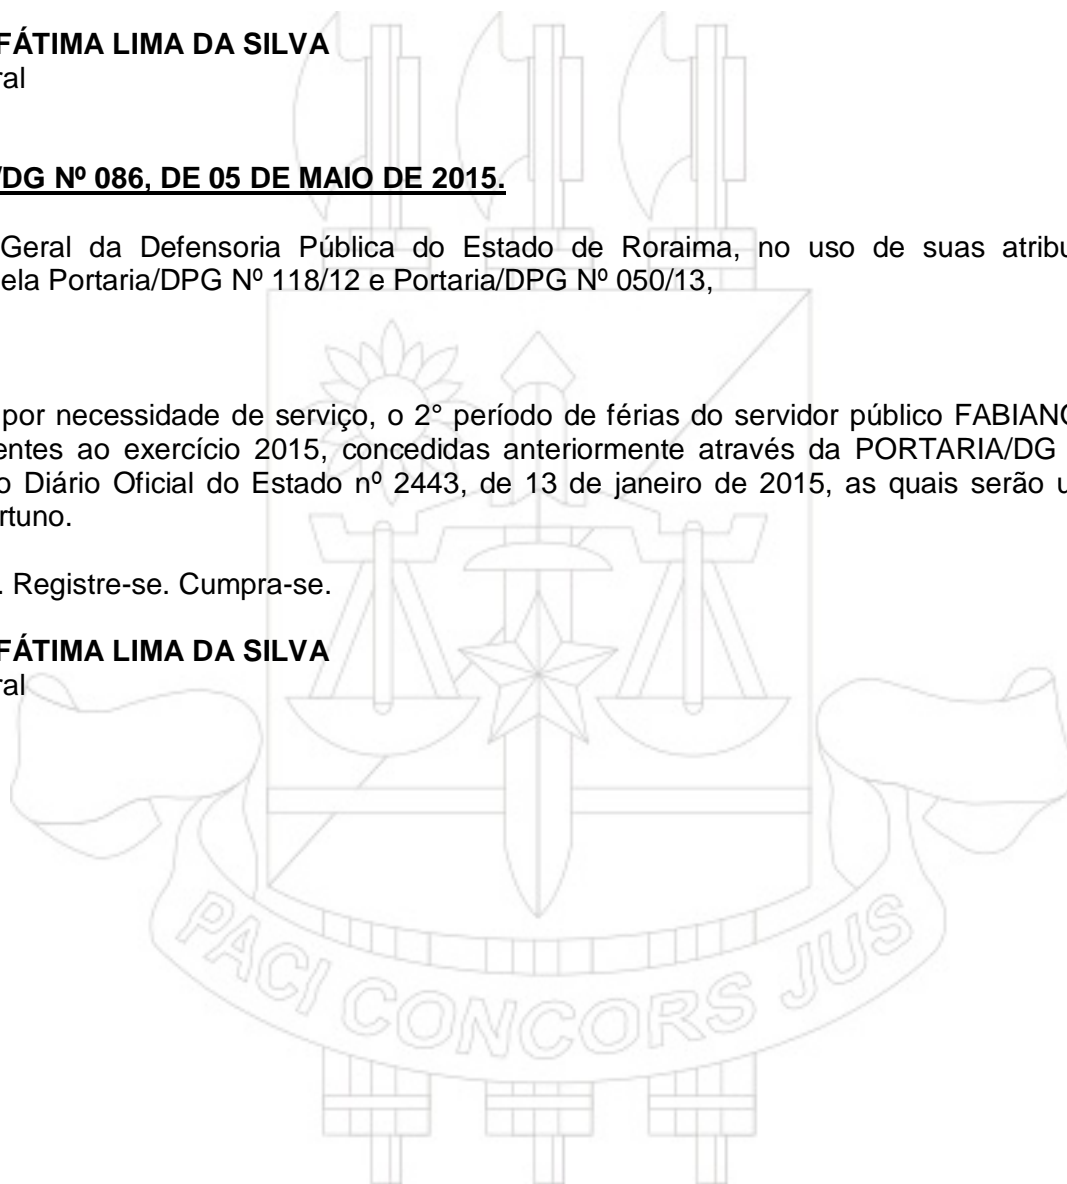 FÁTIMA LIMA DA SILVA
ral
/DG Nº 086, DE 05 DE MAIO DE 2015.
Geral da Defensoria Pública do Estado de Roraima, no uso de suas atribu
ela Portaria/DPG Nº 118/12 e Portaria/DPG Nº 050/13,
por necessidade de serviço, o 2° período de férias do servidor público FABIANO
entes ao exercício 2015, concedidas anteriormente através da PORTARIA/DG
o Diário Oficial do Estado nº 2443, de 13 de janeiro de 2015, as quais serão u
rtuno.
. Registre-se. Cumpra-se.
FÁTIMA LIMA DA SILVA
ral
PACI CONCORS JUS